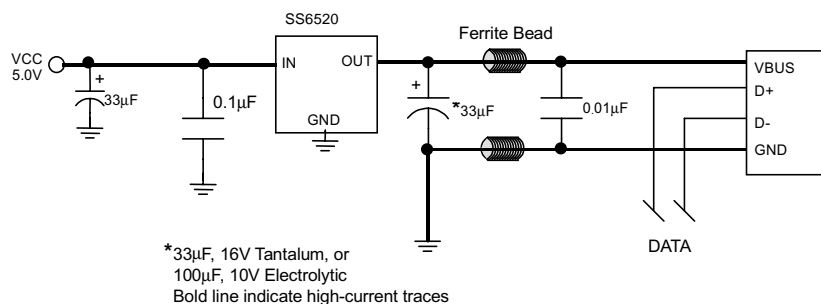 SS6520
Ferrite Bead
VCC
5.0V
+
33μF
0.1μF
IN
OUT
GND
+
*33μF
0.01μF
VBUS
D+
D-
GND
DATA
*33μF, 16V Tantalum, or
100μF, 10V Electrolytic
Bold line indicate high-current traces